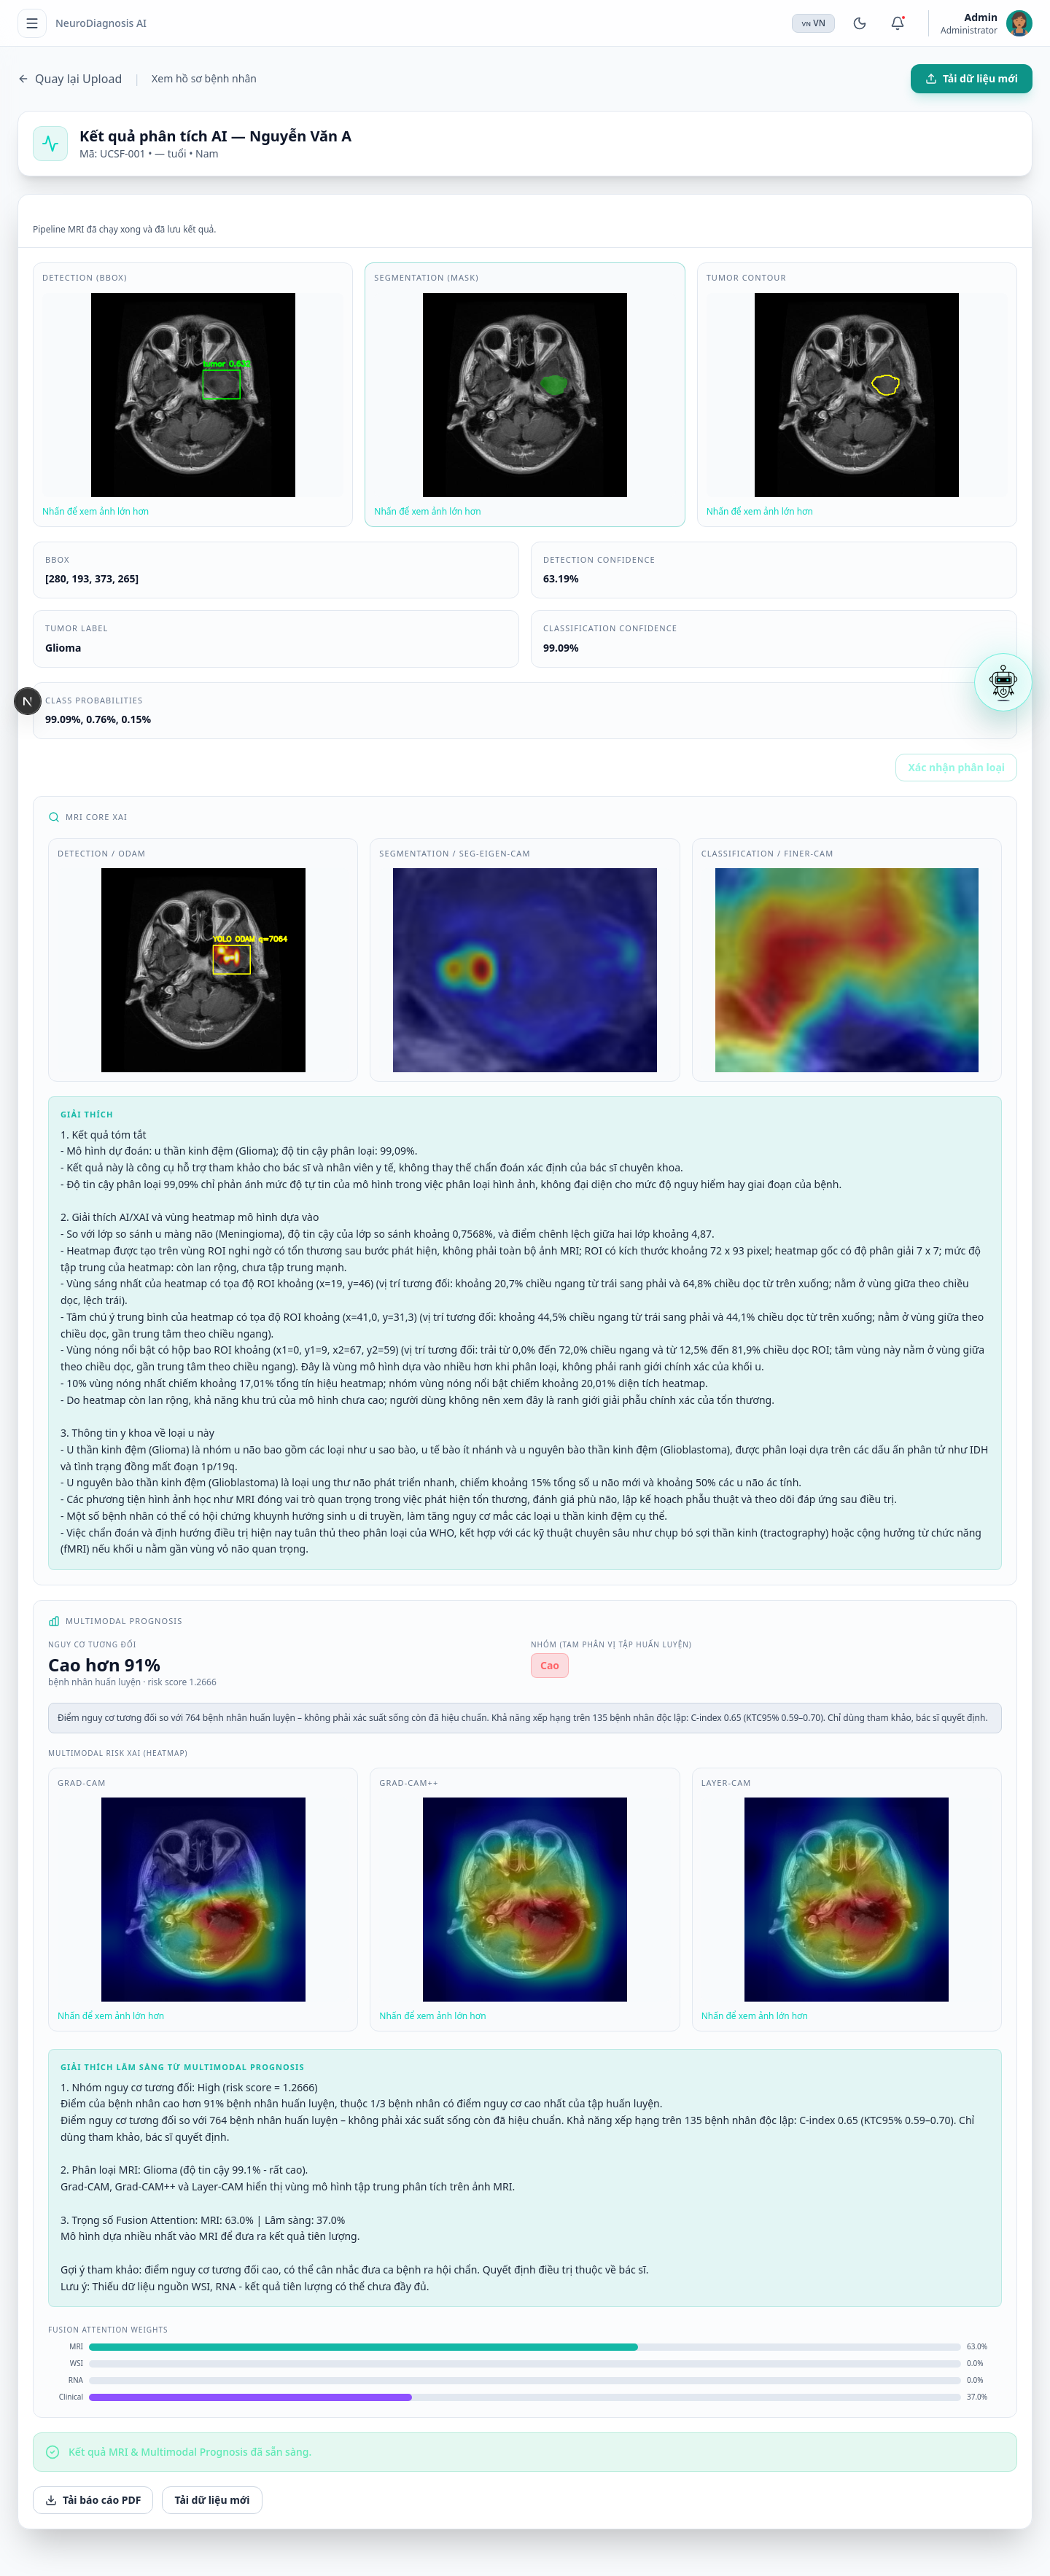 NeuroDiagnosis AI
VN VN
Admin
Administrator
Quay lại Upload
Xem hồ sơ bệnh nhân
Tải dữ liệu mới
Kết quả phân tích AI — Nguyễn Văn A
Mã: UCSF-001 • — tuổi • Nam
Pipeline MRI đã chạy xong và đã lưu kết quả.
DETECTION (BBOX)
SEGMENTATION (MASK)
TUMOR CONTOUR
Nhấn để xem ảnh lớn hơn
Nhấn để xem ảnh lớn hơn
Nhấn để xem ảnh lớn hơn
BBOX
[280, 193, 373, 265]
DETECTION CONFIDENCE
63.19%
TUMOR LABEL
Glioma
CLASSIFICATION CONFIDENCE
99.09%
N
CLASS PROBABILITIES
99.09%, 0.76%, 0.15%
Xác nhận phân loại
MRI CORE XAI
DETECTION / ODAM
SEGMENTATION / SEG-EIGEN-CAM
CLASSIFICATION / FINER-CAM
YOLO ODAM q=7064
GIẢI THÍCH
1. Kết quả tóm tắt
- Mô hình dự đoán: u thần kinh đệm (Glioma); độ tin cậy phân loại: 99,09%.
- Kết quả này là công cụ hỗ trợ tham khảo cho bác sĩ và nhân viên y tế, không thay thế chẩn đoán xác định của bác sĩ chuyên khoa.
- Độ tin cậy phân loại 99,09% chỉ phản ánh mức độ tự tin của mô hình trong việc phân loại hình ảnh, không đại diện cho mức độ nguy hiểm hay giai đoạn của bệnh.
2. Giải thích AI/XAI và vùng heatmap mô hình dựa vào
- So với lớp so sánh u màng não (Meningioma), độ tin cậy của lớp so sánh khoảng 0,7568%, và điểm chênh lệch giữa hai lớp khoảng 4,87.
- Heatmap được tạo trên vùng ROI nghi ngờ có tổn thương sau bước phát hiện, không phải toàn bộ ảnh MRI; ROI có kích thước khoảng 72 x 93 pixel; heatmap gốc có độ phân giải 7 x 7; mức độ
tập trung của heatmap: còn lan rộng, chưa tập trung mạnh.
- Vùng sáng nhất của heatmap có tọa độ ROI khoảng (x=19, y=46) (vị trí tương đối: khoảng 20,7% chiều ngang từ trái sang phải và 64,8% chiều dọc từ trên xuống; nằm ở vùng giữa theo chiều
dọc, lệch trái).
- Tâm chú ý trung bình của heatmap có tọa độ ROI khoảng (x=41,0, y=31,3) (vị trí tương đối: khoảng 44,5% chiều ngang từ trái sang phải và 44,1% chiều dọc từ trên xuống; nằm ở vùng giữa theo
chiều dọc, gần trung tâm theo chiều ngang).
- Vùng nóng nổi bật có hộp bao ROI khoảng (x1=0, y1=9, x2=67, y2=59) (vị trí tương đối: trải từ 0,0% đến 72,0% chiều ngang và từ 12,5% đến 81,9% chiều dọc ROI; tâm vùng này nằm ở vùng giữa
theo chiều dọc, gần trung tâm theo chiều ngang). Đây là vùng mô hình dựa vào nhiều hơn khi phân loại, không phải ranh giới chính xác của khối u.
- 10% vùng nóng nhất chiếm khoảng 17,01% tổng tín hiệu heatmap; nhóm vùng nóng nổi bật chiếm khoảng 20,01% diện tích heatmap.
- Do heatmap còn lan rộng, khả năng khu trú của mô hình chưa cao; người dùng không nên xem đây là ranh giới giải phẫu chính xác của tổn thương.
3. Thông tin y khoa về loại u này
- U thần kinh đệm (Glioma) là nhóm u não bao gồm các loại như u sao bào, u tế bào ít nhánh và u nguyên bào thần kinh đệm (Glioblastoma), được phân loại dựa trên các dấu ấn phân tử như IDH
và tình trạng đồng mất đoạn 1p/19q.
- U nguyên bào thần kinh đệm (Glioblastoma) là loại ung thư não phát triển nhanh, chiếm khoảng 15% tổng số u não mới và khoảng 50% các u não ác tính.
- Các phương tiện hình ảnh học như MRI đóng vai trò quan trọng trong việc phát hiện tổn thương, đánh giá phù não, lập kế hoạch phẫu thuật và theo dõi đáp ứng sau điều trị.
- Một số bệnh nhân có thể có hội chứng khuynh hướng sinh u di truyền, làm tăng nguy cơ mắc các loại u thần kinh đệm cụ thể.
- Việc chẩn đoán và định hướng điều trị hiện nay tuân thủ theo phân loại của WHO, kết hợp với các kỹ thuật chuyên sâu như chụp bó sợi thần kinh (tractography) hoặc cộng hưởng từ chức năng
(fMRI) nếu khối u nằm gần vùng vỏ não quan trọng.
MULTIMODAL PROGNOSIS
NGUY CƠ TƯƠNG ĐỐI
Cao hơn 91%
bệnh nhân huấn luyện · risk score 1.2666
NHÓM (TAM PHÂN VỊ TẬP HUẤN LUYỆN)
Cao
Điểm nguy cơ tương đối so với 764 bệnh nhân huấn luyện – không phải xác suất sống còn đã hiệu chuẩn. Khả năng xếp hạng trên 135 bệnh nhân độc lập: C-index 0.65 (KTC95% 0.59–0.70). Chỉ dùng tham khảo, bác sĩ quyết định.
MULTIMODAL RISK XAI (HEATMAP)
GRAD-CAM
GRAD-CAM++
LAYER-CAM
Nhấn để xem ảnh lớn hơn
Nhấn để xem ảnh lớn hơn
Nhấn để xem ảnh lớn hơn
GIẢI THÍCH LÂM SÀNG TỪ MULTIMODAL PROGNOSIS
1. Nhóm nguy cơ tương đối: High (risk score = 1.2666)
Điểm của bệnh nhân cao hơn 91% bệnh nhân huấn luyện, thuộc 1/3 bệnh nhân có điểm nguy cơ cao nhất của tập huấn luyện.
Điểm nguy cơ tương đối so với 764 bệnh nhân huấn luyện – không phải xác suất sống còn đã hiệu chuẩn. Khả năng xếp hạng trên 135 bệnh nhân độc lập: C-index 0.65 (KTC95% 0.59–0.70). Chỉ
dùng tham khảo, bác sĩ quyết định.
2. Phân loại MRI: Glioma (độ tin cậy 99.1% - rất cao).
Grad-CAM, Grad-CAM++ và Layer-CAM hiển thị vùng mô hình tập trung phân tích trên ảnh MRI.
3. Trọng số Fusion Attention: MRI: 63.0% | Lâm sàng: 37.0%
Mô hình dựa nhiều nhất vào MRI để đưa ra kết quả tiên lượng.
Gợi ý tham khảo: điểm nguy cơ tương đối cao, có thể cân nhắc đưa ca bệnh ra hội chẩn. Quyết định điều trị thuộc về bác sĩ.
Lưu ý: Thiếu dữ liệu nguồn WSI, RNA - kết quả tiên lượng có thể chưa đầy đủ.
FUSION ATTENTION WEIGHTS
MRI 63.0%
WSI 0.0%
RNA 0.0%
Clinical 37.0%
Kết quả MRI & Multimodal Prognosis đã sẵn sàng.
Tải báo cáo PDF
Tải dữ liệu mới